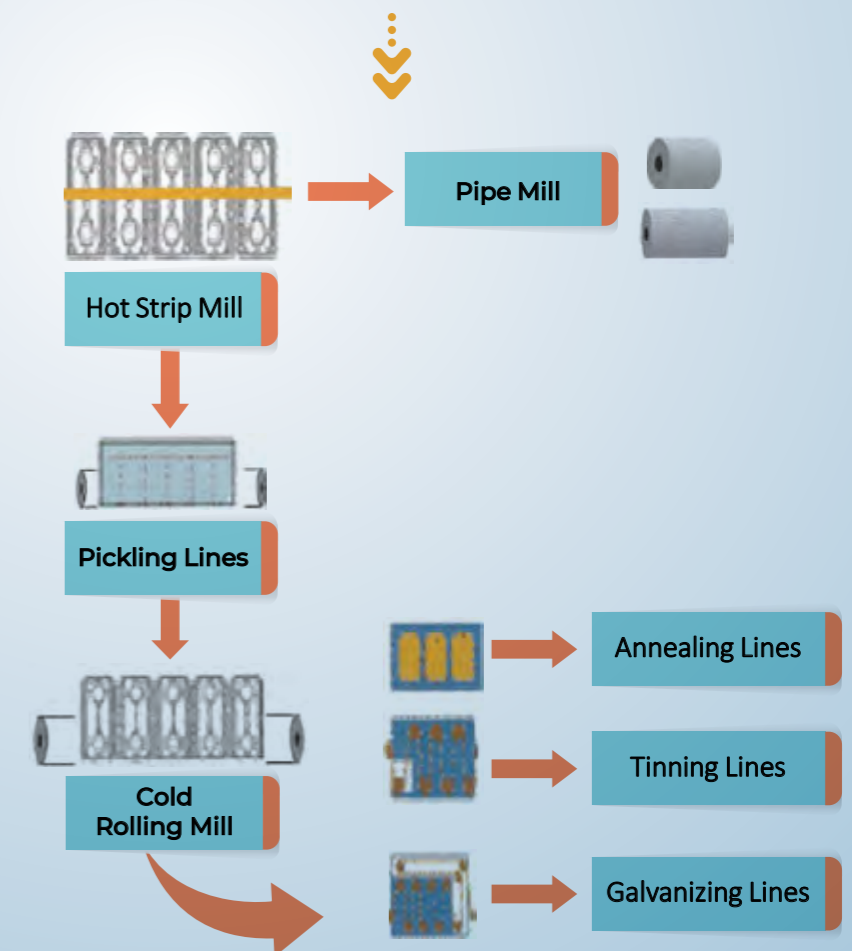 Pipe Mill
Hot Strip Mill
Pickling Lines
Annealing Lines
Tinning Lines
Cold
Rolling Mill
Galvanizing Lines